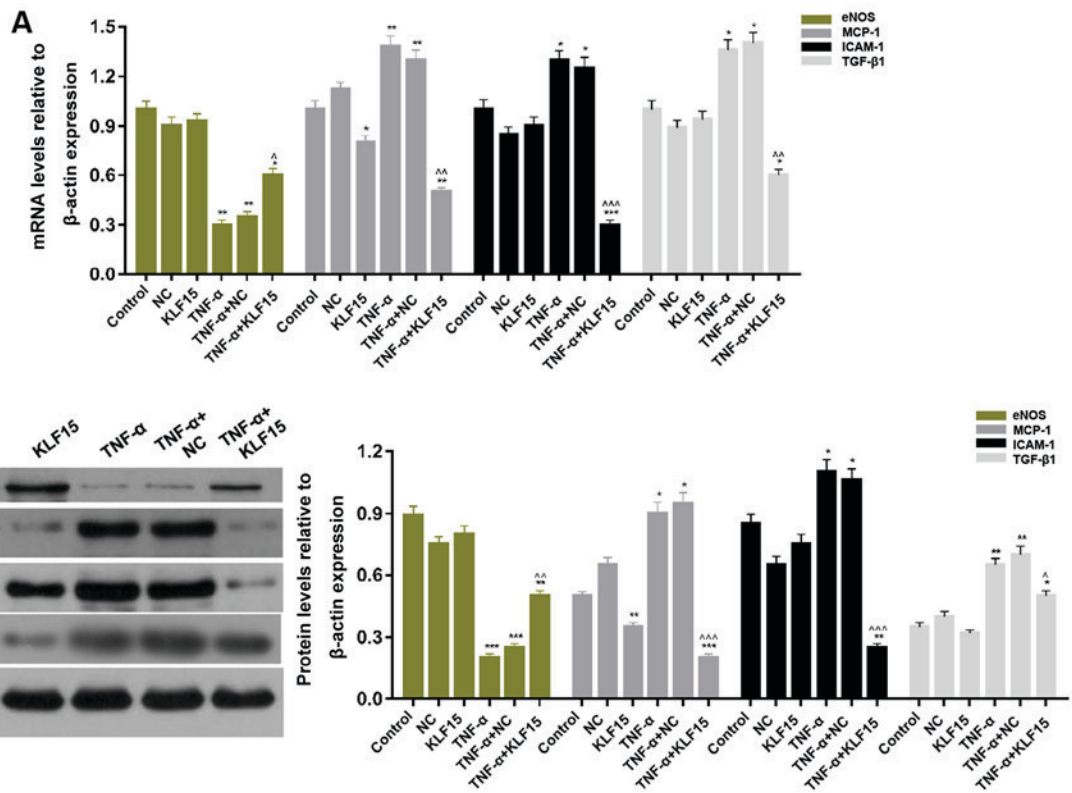 A
mRNA levels relative to
β-actin expression
1.5
1.2
0.9
0.6
0.3
0.0
eNOS
MCP-1
ICAM-1
TGF-β1
** ** ^ * * ** ** ^^ ** * * ^^^ *** * * ^^ *
Control NC KLF15 TNF-α TNF-α+NC TNF-α+KLF15
Control NC KLF15 TNF-α TNF-α+NC TNF-α+KLF15
Control NC KLF15 TNF-α TNF-α+NC TNF-α+KLF15
Control NC KLF15 TNF-α TNF-α+NC TNF-α+KLF15
KLF15
TNF-α
TNF-α+
NC
TNF-α+
KLF15
Protein levels relative to
β-actin expression
1.2
0.9
0.6
0.3
0.0
eNOS
MCP-1
ICAM-1
TGF-β1
*** *** ^^ ** ** * * ^^^ *** * * ^^^ ** ** ** ^ *
Control NC KLF15 TNF-α TNF-α+NC TNF-α+KLF15
Control NC KLF15 TNF-α TNF-α+NC TNF-α+KLF15
Control NC KLF15 TNF-α TNF-α+NC TNF-α+KLF15
Control NC KLF15 TNF-α TNF-α+NC TNF-α+KLF15